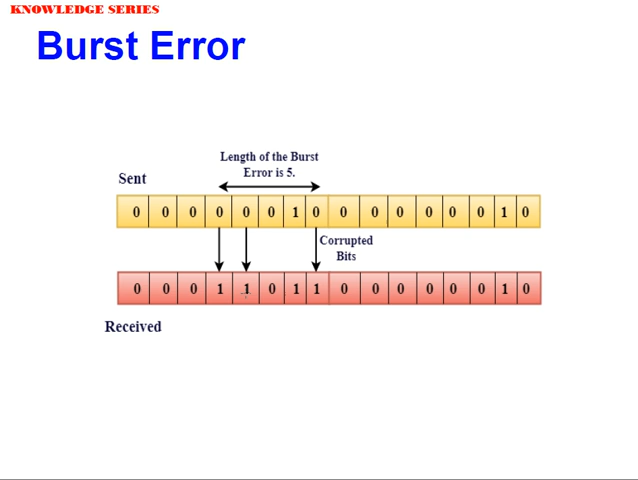 KNOWLEDGE SERIES
Burst Error
Length of the Burst
Error is 5.
Sent
0 0 0 0 0 0 1 0 0 0 0 0 0 0 1 0
Corrupted
Bits
0 0 0 1 1 0 1 1 0 0 0 0 0 0 1 0
Received